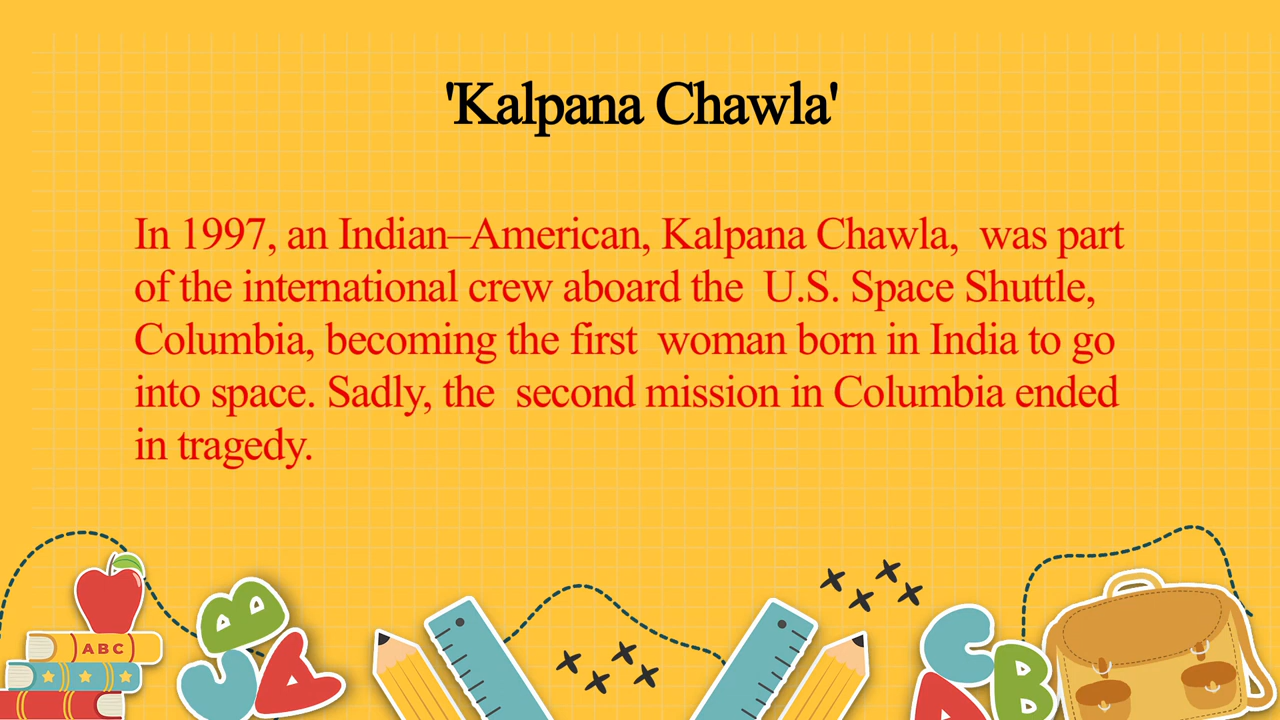 'Kalpana Chawla'
In 1997, an Indian–American, Kalpana Chawla,  was part
of the international crew aboard the  U.S. Space Shuttle,
Columbia, becoming the first  woman born in India to go
into space. Sadly, the  second mission in Columbia ended
in tragedy.
ABC
B
C
A
C
B
A